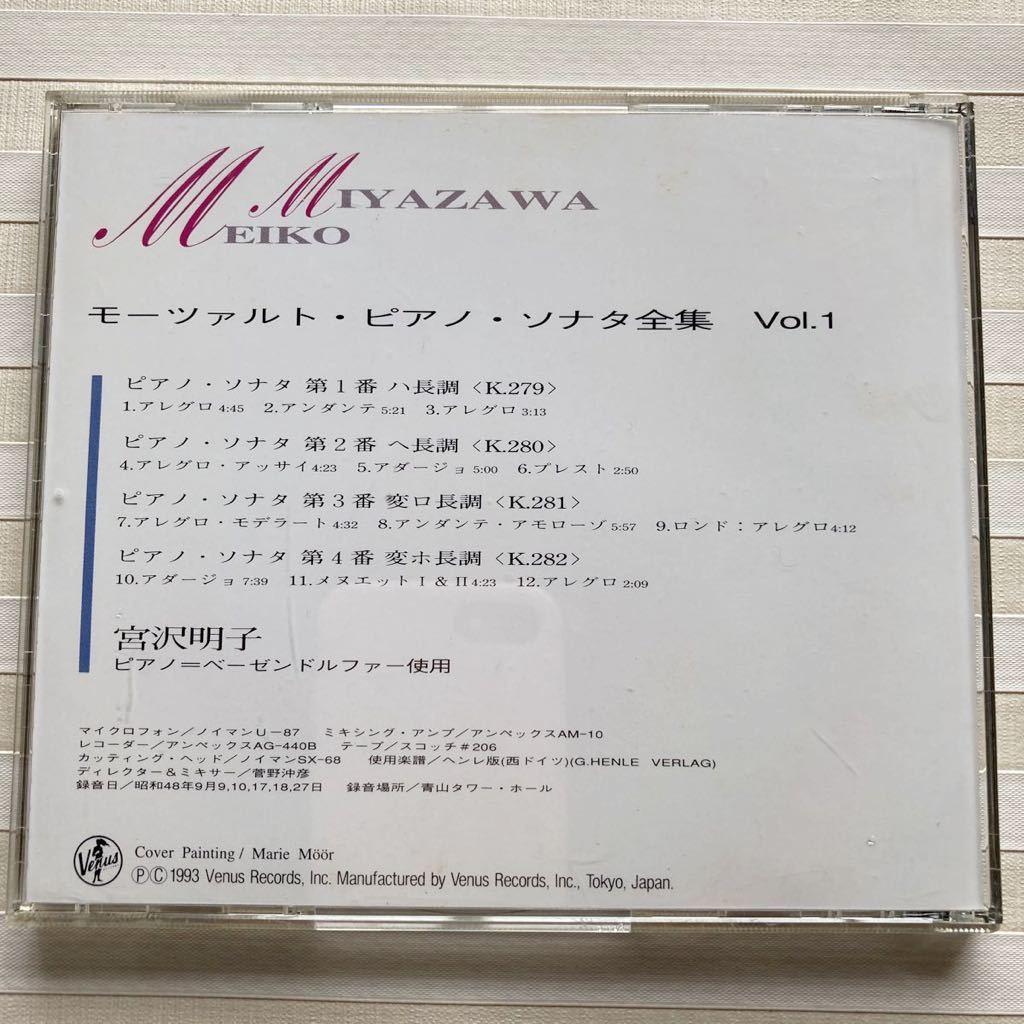 MIYAZAWA
MEIKO
モーツァルト・ピアノ・ソナタ全集 Vol.1
ピアノ・ソナタ 第1番 ハ長調〈K.279〉
1.アレグロ4:45 2.アンダンテ5:21 3.アレグロ3:13
ピアノ・ソナタ 第2番 ヘ長調〈K.280〉
4.アレグロ・アッサイ4:23 5.アダージョ5:00 6.プレスト2:50
ピアノ・ソナタ 第3番 変ロ長調〈K.281〉
7.アレグロ・モデラート4:32 8.アンダンテ・アモローゾ5:57 9.ロンド：アレグロ4:12
ピアノ・ソナタ 第4番 変ホ長調〈K.282〉
10.アダージョ7:39 11.メヌエットⅠ&Ⅱ4:23 12.アレグロ2:09
宮沢明子
ピアノ＝ベーゼンドルファー使用
マイクロフォン／ノイマンU-87 ミキシング・アンプ／アンペックスAM-10
レコーダー／アンペックスAG-440B テープ／スコッチ#206
カッティング・ヘッド／ノイマンSX-68 使用楽譜／ヘンレ版(西ドイツ)(G.HENLE VERLAG)
ディレクター&ミキサー／菅野沖彦
録音日／昭和48年9月9,10,17,18,27日 録音場所／青山タワー・ホール
Venus
Cover Painting / Marie Möör
ⓅⒸ1993 Venus Records, Inc. Manufactured by Venus Records, Inc., Tokyo, Japan.